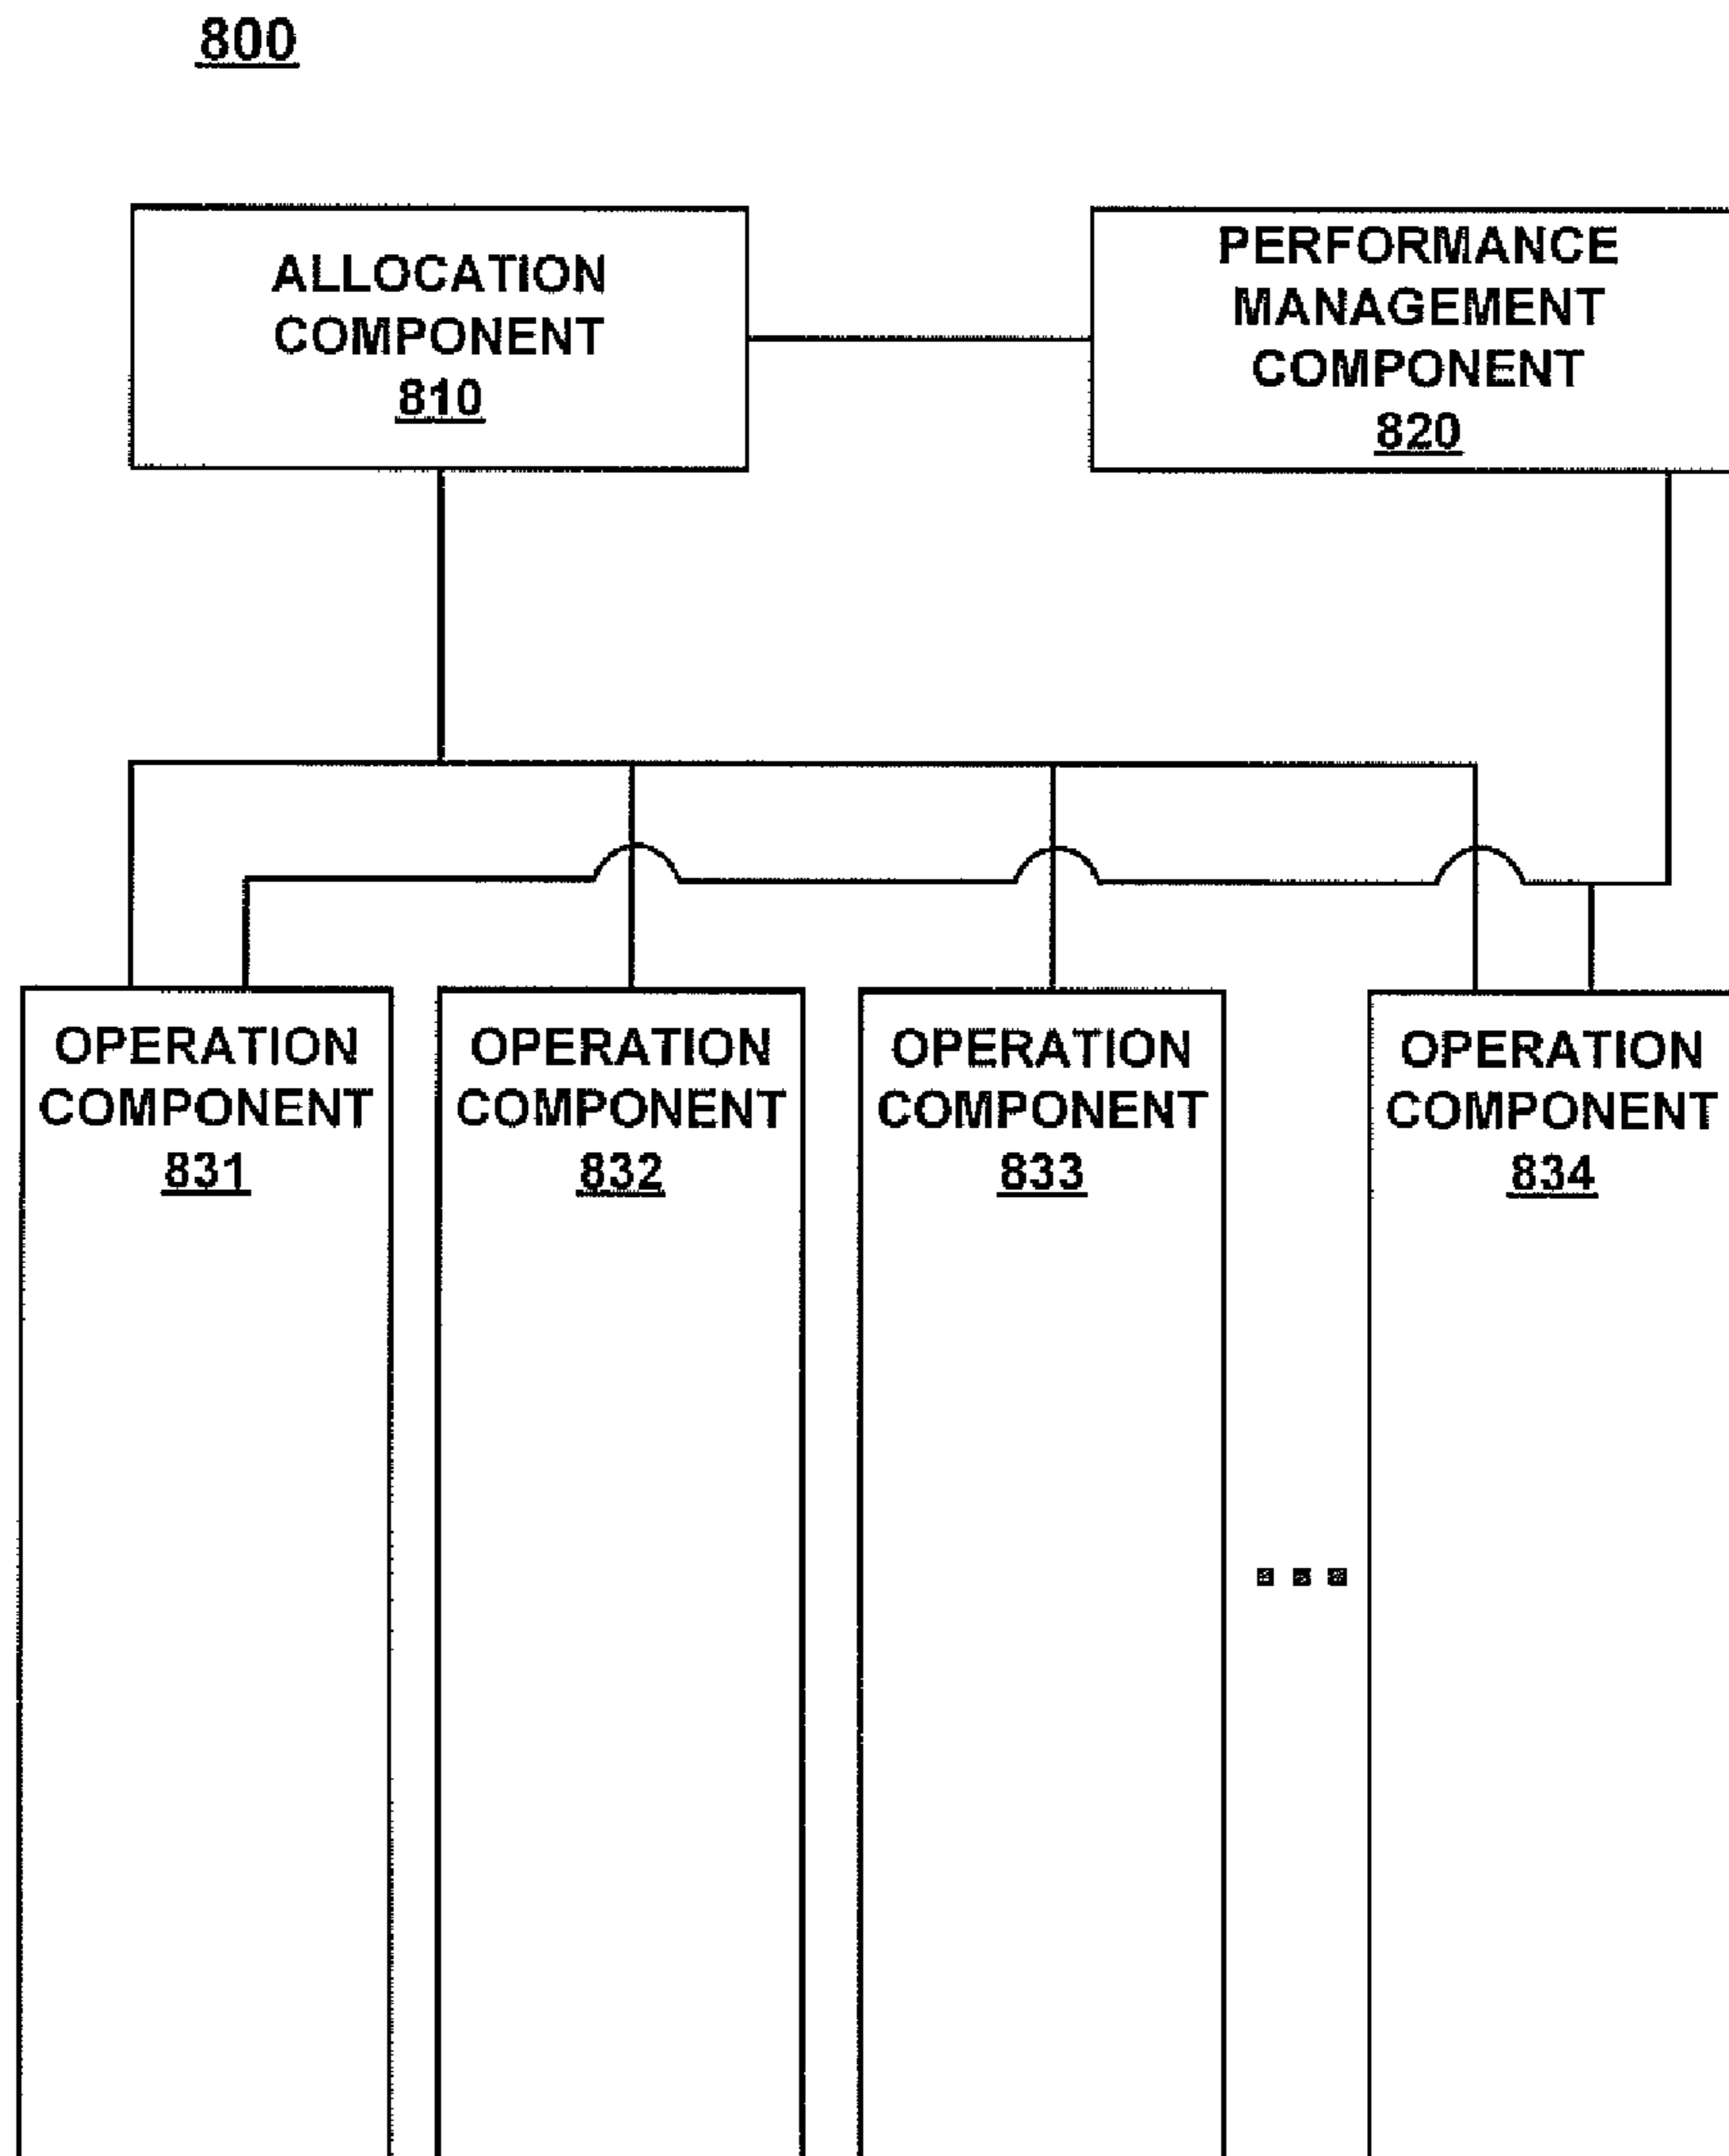 800
ALLOCATION
COMPONENT
810
PERFORMANCE
MANAGEMENT
COMPONENT
820
OPERATION
COMPONENT
831
OPERATION
COMPONENT
832
OPERATION
COMPONENT
833
OPERATION
COMPONENT
834